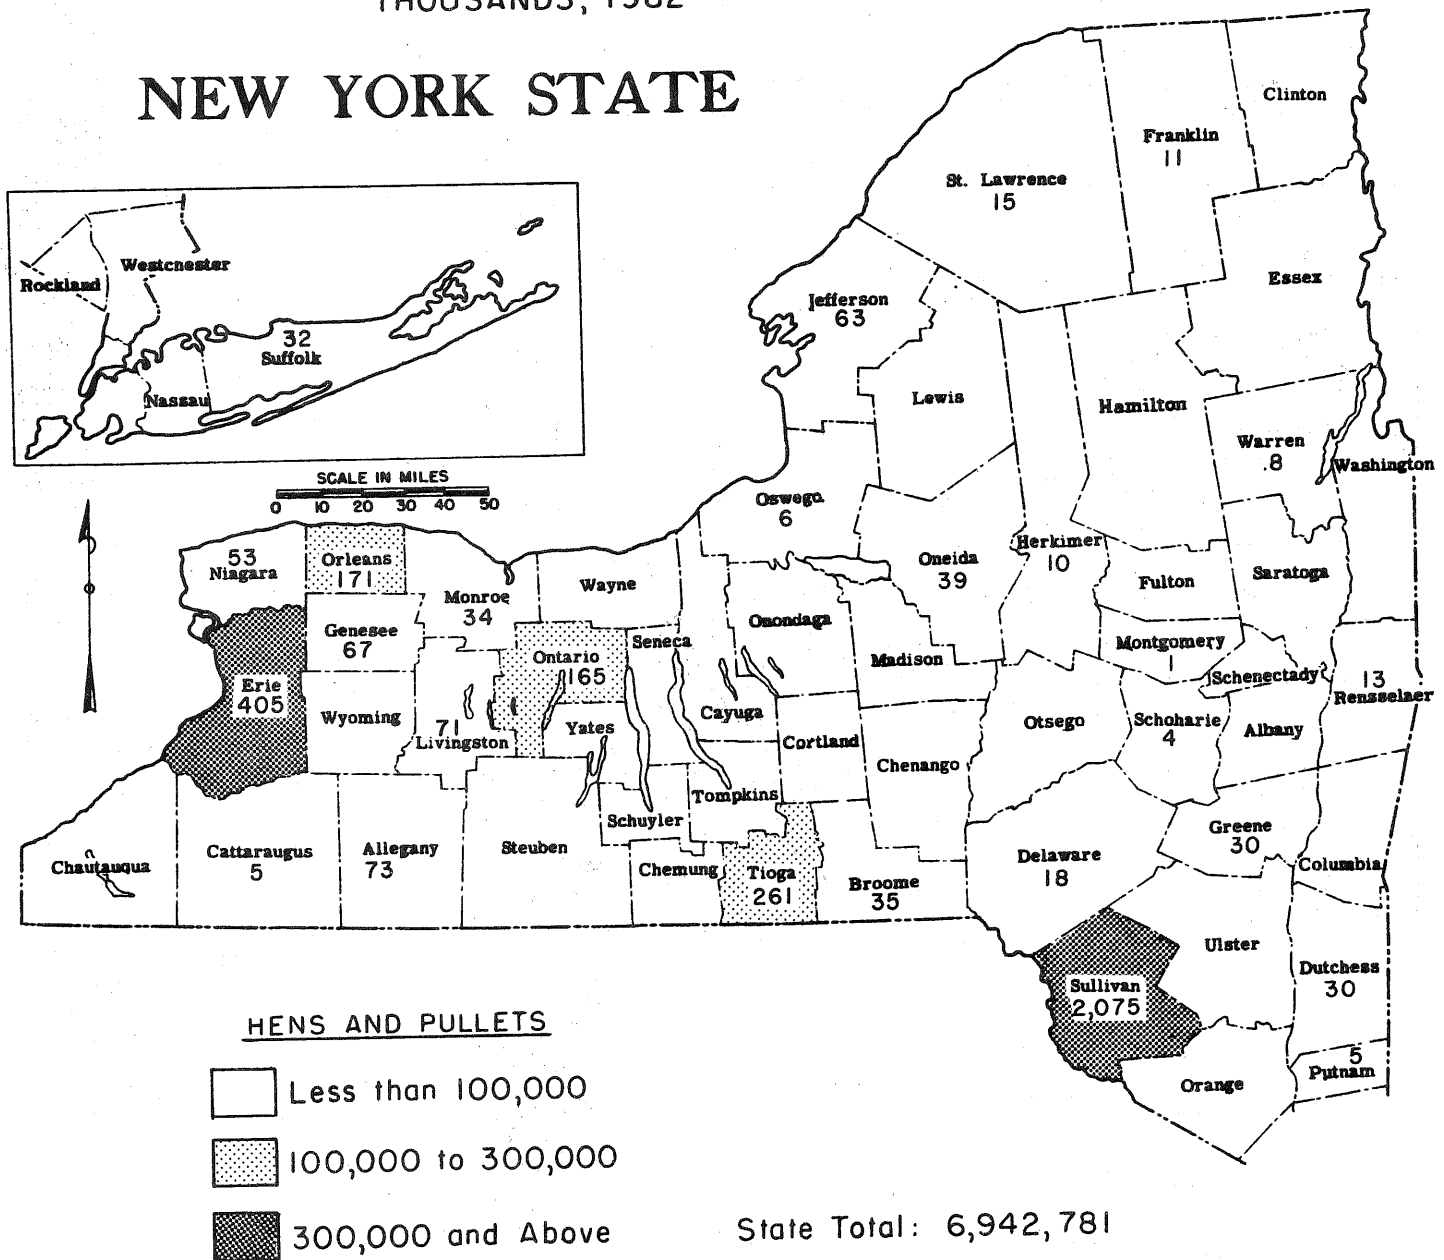 THOUSANDS, 1982
NEW YORK STATE
Clinton
Franklin
11
St. Lawrence
15
Westchester
Rockland
Essex
Jefferson
63
32
Suffolk
Nassau
Lewis
Hamilton
Warren
.8
Washington
SCALE IN MILES
0 10 20 30 40 50
Oswego
6
53
Niagara
Orleans
171
Wayne
Oneida
39
Herkimer
10
Fulton
Saratoga
Monroe
34
Genesee
67
Onondaga
Seneca
Montgomery
1
Ontario
165
Madison
Schenectady
13
Rensselaer
Erie
405
Wyoming
71
Livingston
Yates
Cayuga
Cortland
Otsego
Schoharie
4
Albany
Chenango
Tompkins
Schuyler
Greene
30
Chautauqua
Cattaraugus
5
Allegany
73
Steuben
Chemung
Tioga
261
Broome
35
Delaware
18
Columbia
Ulster
Dutchess
30
Sullivan
2,075
5
Putnam
Orange
HENS AND PULLETS
Less than 100,000
100,000 to 300,000
300,000 and Above
State Total: 6,942,781